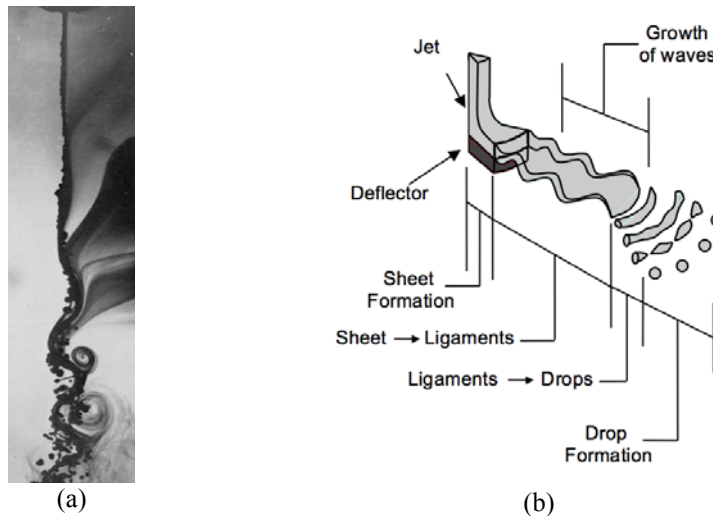 Growth
of waves
Jet
Deflector
Sheet
Formation
Sheet → Ligaments
Ligaments → Drops
Drop
Formation
(a)
(b)